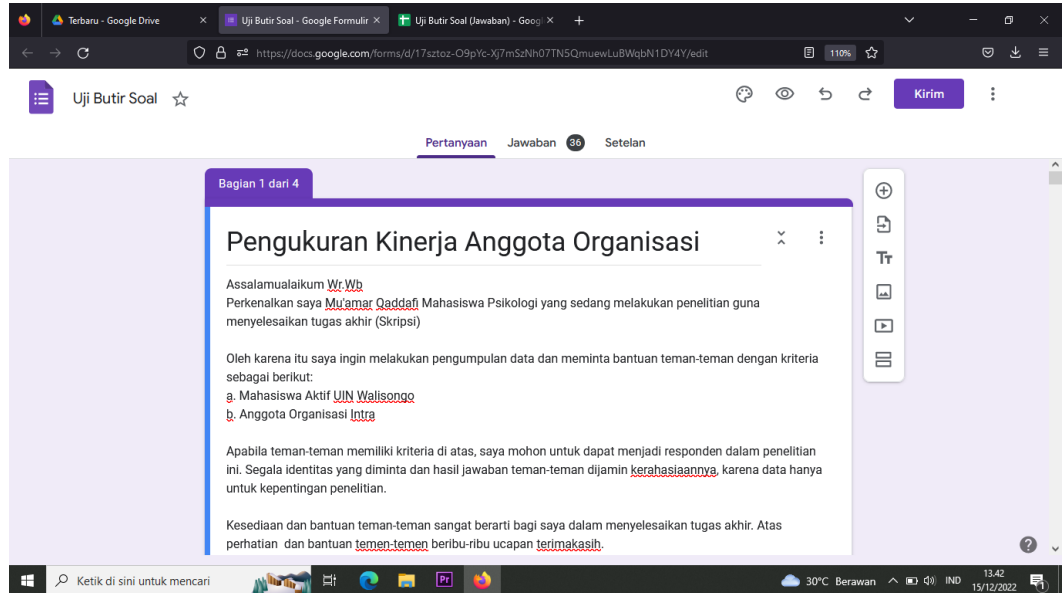 Terbaru - Google Drive
Uji Butir Soal - Google Formulir
Uji Butir Soal (Jawaban) - Googl
https://docs.google.com/forms/d/17sztoz-O9pYc-Xj7mSzNh07TN5QmuewLuBWqbN1DY4Y/edit
110%
Uji Butir Soal
Kirim
Pertanyaan Jawaban 36 Setelan
Bagian 1 dari 4
Pengukuran Kinerja Anggota Organisasi
Assalamualaikum Wr.Wb
Perkenalkan saya Mu'amar Qaddafi Mahasiswa Psikologi yang sedang melakukan penelitian guna
menyelesaikan tugas akhir (Skripsi)
Oleh karena itu saya ingin melakukan pengumpulan data dan meminta bantuan teman-teman dengan kriteria
sebagai berikut:
a. Mahasiswa Aktif UIN Walisongo
b. Anggota Organisasi Intra
Apabila teman-teman memiliki kriteria di atas, saya mohon untuk dapat menjadi responden dalam penelitian
ini. Segala identitas yang diminta dan hasil jawaban teman-teman dijamin kerahasiaannya, karena data hanya
untuk kepentingan penelitian.
Kesediaan dan bantuan teman-teman sangat berarti bagi saya dalam menyelesaikan tugas akhir. Atas
perhatian  dan bantuan temen-temen beribu-ribu ucapan terimakasih.
Tт
Ketik di sini untuk mencari
Pr
30°C Berawan
IND
13.42
15/12/2022
1